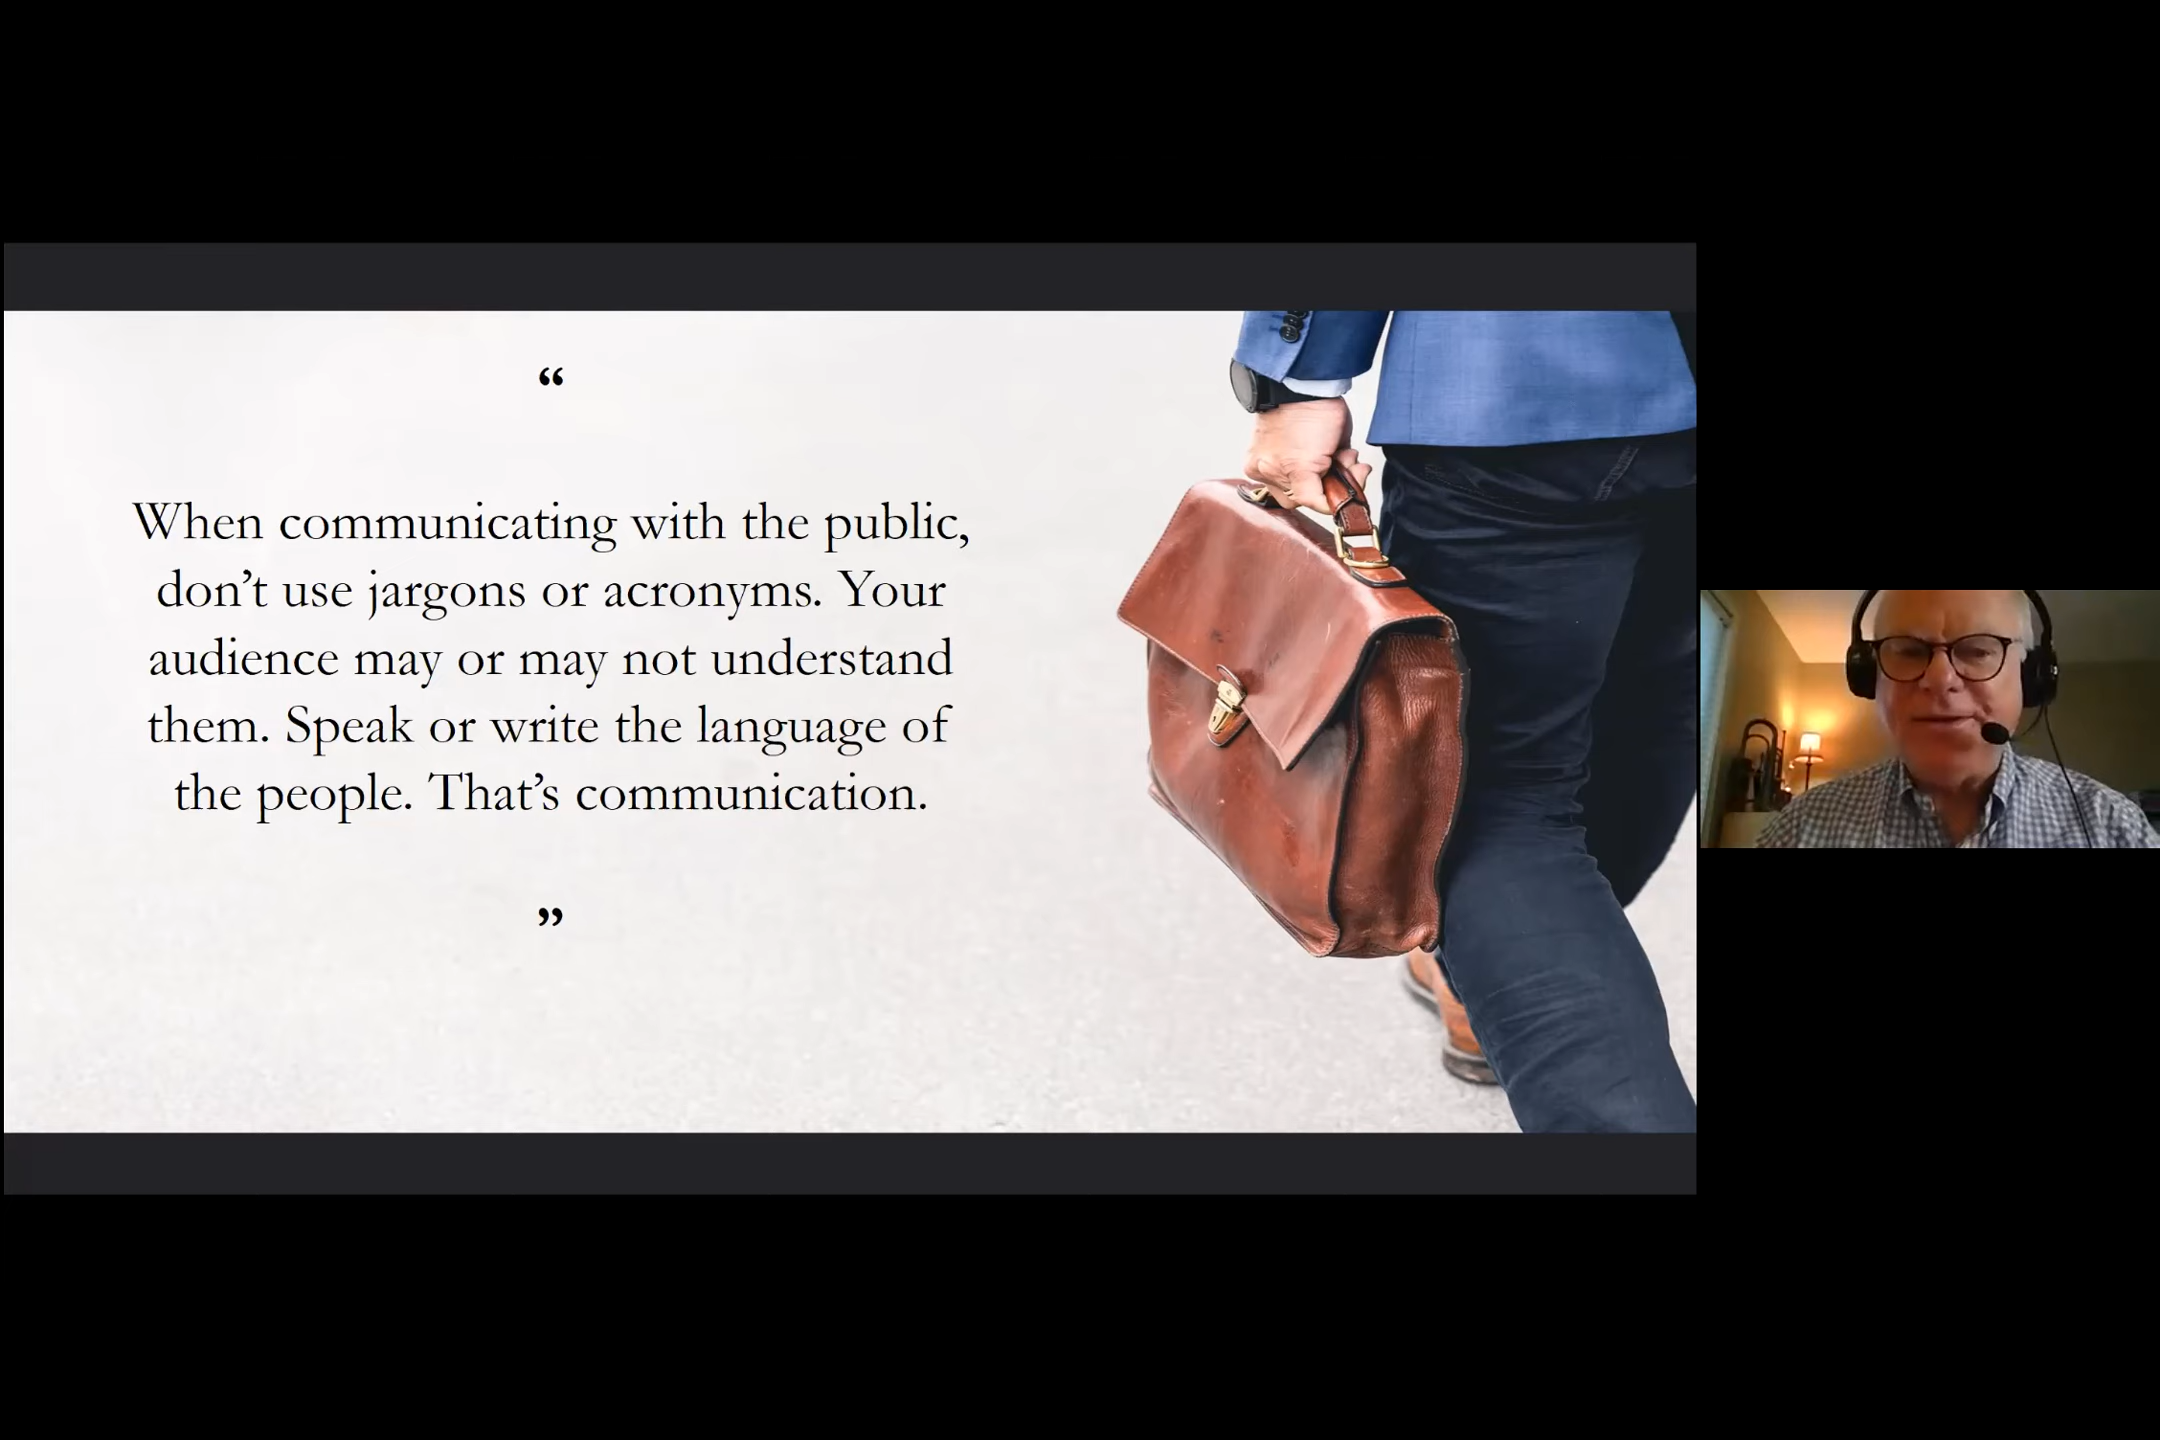 “
When communicating with the public,
don’t use jargons or acronyms. Your
audience may or may not understand
them. Speak or write the language of
the people. That’s communication.
”